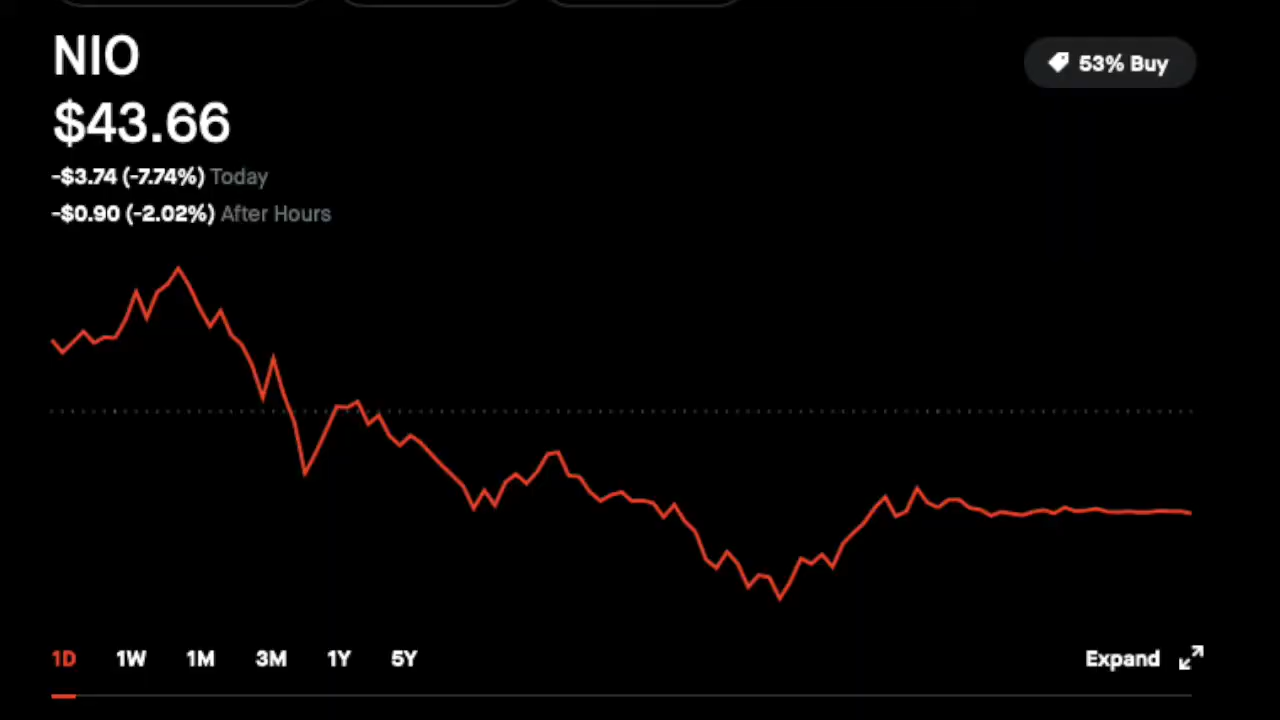 NIO
53% Buy
$43.66
-$3.74 (-7.74%) Today
-$0.90 (-2.02%) After Hours
1D 1W 1M 3M 1Y 5Y Expand